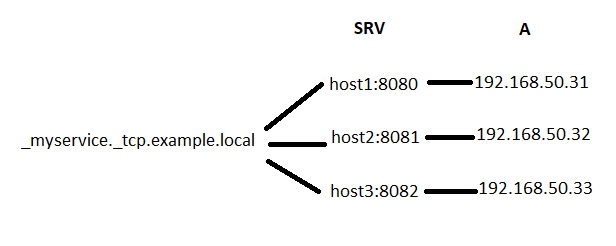 SRV A
host1:8080 192.168.50.31
_myservice._tcp.example.local host2:8081 192.168.50.32
host3:8082 192.168.50.33